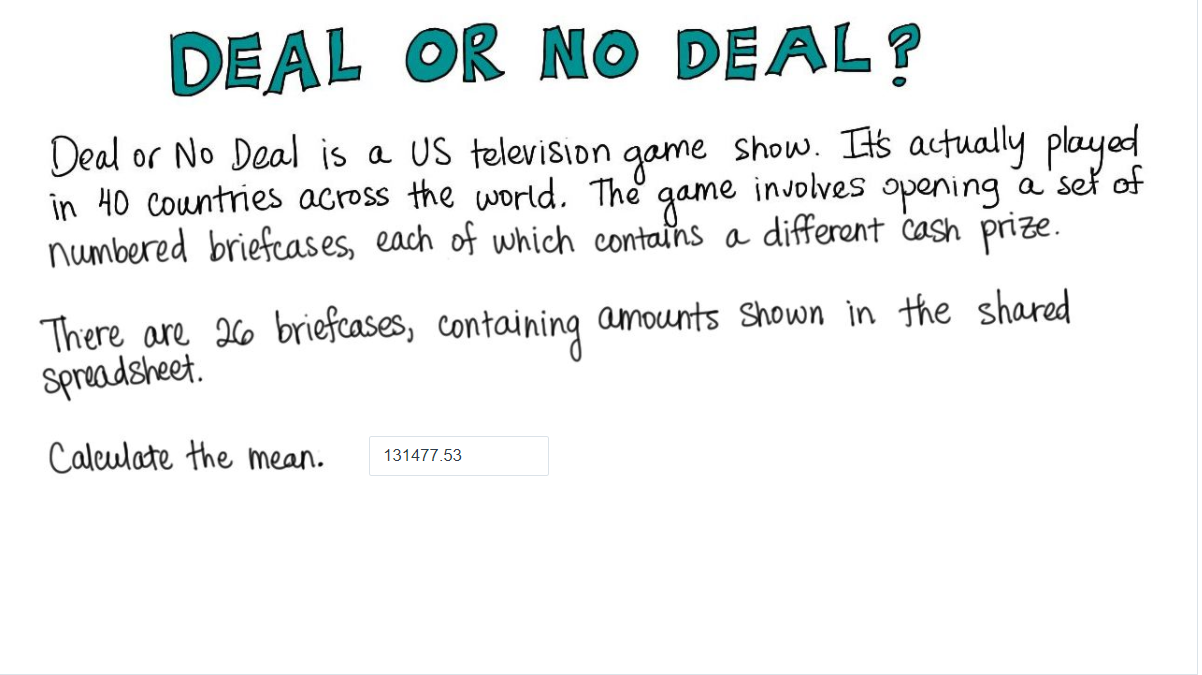 DEAL OR NO DEAL?
Deal or No Deal is a US television game show. It's actually played
in 40 countries across the world. The game involves opening a set of
numbered briefcases, each of which contains a different cash prize.
There are 26 briefcases, containing amounts shown in the shared
spreadsheet.
Calculate the mean. 131477.53